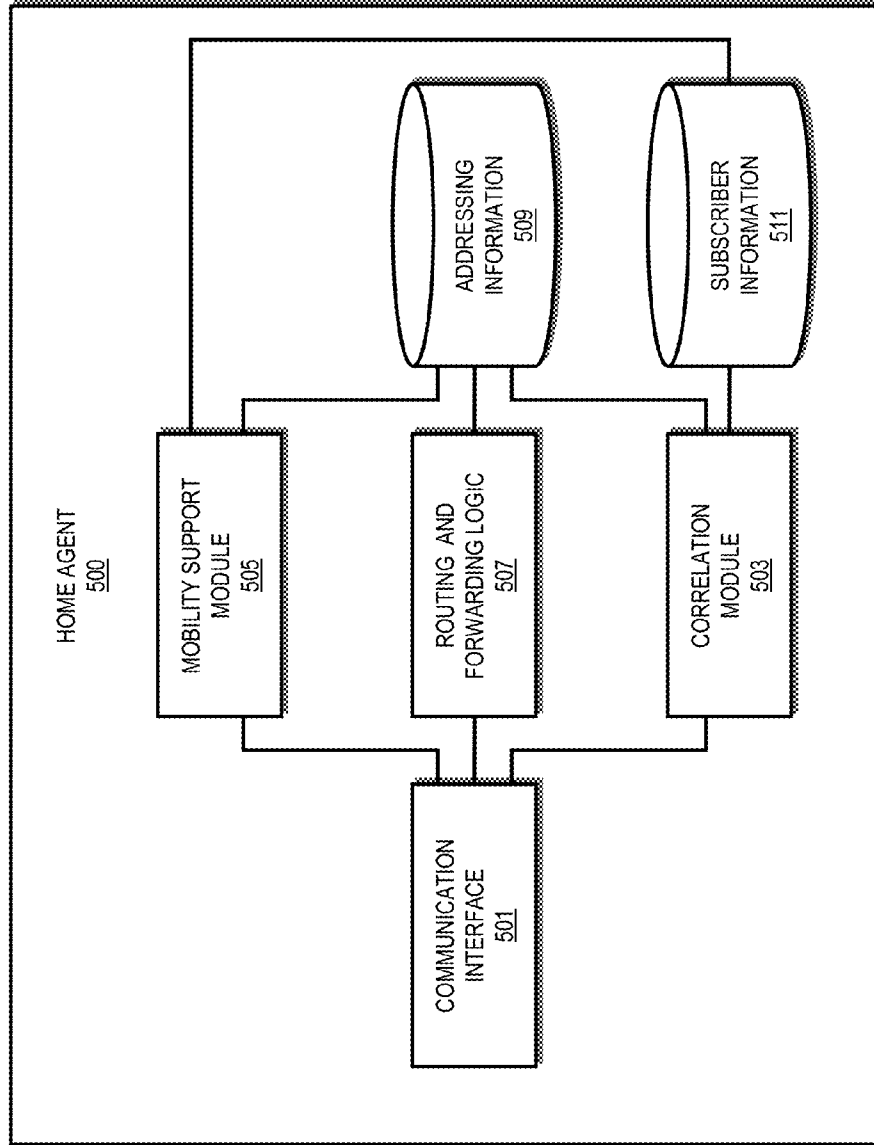 HOME AGENT
500
MOBILITY SUPPORT
MODULE
505
COMMUNICATION
INTERFACE
501
ROUTING AND
FORWARDING LOGIC
507
ADDRESSING
INFORMATION
509
CORRELATION
MODULE
503
SUBSCRIBER
INFORMATION
511